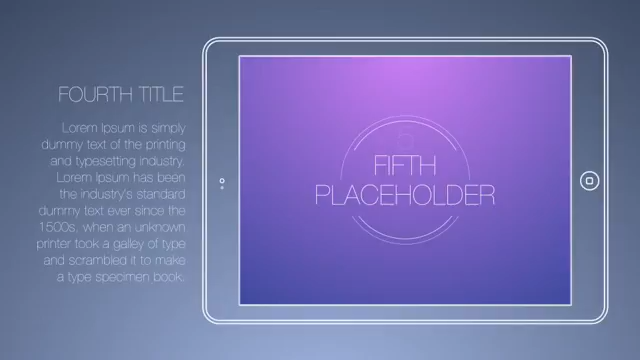 FOURTH TITLE
Lorem Ipsum is simply
dummy text of the printing
and typesetting industry.
Lorem Ipsum has been
the industry's standard
dummy text ever since the
1500s, when an unknown
printer took a galley of type
and scrambled it to make
a type specimen book.
5
FIFTH
PLACEHOLDER